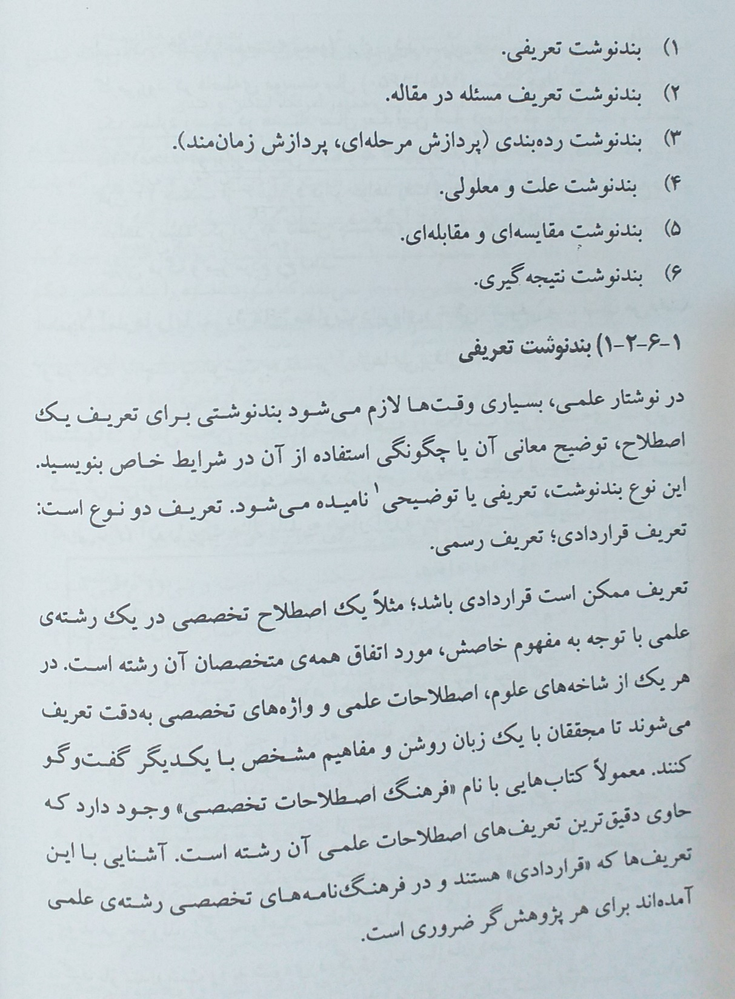 ۱) بندنوشت تعریفی.
۲) بندنوشت تعریف مسئله در مقاله.
۳) بندنوشت رده‌بندی (پردازش مرحله‌ای، پردازش زمان‌مند).
۴) بندنوشت علت و معلولی.
۵) بندنوشت مقایسه‌ای و مقابله‌ای.
۶) بندنوشت نتیجه‌گیری.
۱-۶-۲-۱) بندنوشت تعریفی
در نوشتار علمی، بسیاری وقت‌ها لازم می‌شود بندنوشتی برای تعریف یک
اصطلاح، توضیح معانی آن یا چگونگی استفاده از آن در شرایط خاص بنویسید.
این نوع بندنوشت، تعریفی یا توضیحی۱ نامیده می‌شود. تعریف دو نوع است:
تعریف قراردادی؛ تعریف رسمی.
تعریف ممکن است قراردادی باشد؛ مثلاً یک اصطلاح تخصصی در یک رشته‌ی
علمی با توجه به مفهوم خاصش، مورد اتفاق همه‌ی متخصصان آن رشته است. در
هر یک از شاخه‌های علوم، اصطلاحات علمی و واژه‌های تخصصی به‌دقت تعریف
می‌شوند تا محققان با یک زبان روشن و مفاهیم مشخص با یکدیگر گفت‌وگو
کنند. معمولاً کتاب‌هایی با نام «فرهنگ اصطلاحات تخصصی» وجود دارد که
حاوی دقیق‌ترین تعریف‌های اصطلاحات علمی آن رشته است. آشنایی با این
تعریف‌ها که «قراردادی» هستند و در فرهنگ‌نامه‌های تخصصی رشته‌ی علمی
آمده‌اند برای هر پژوهش‌گر ضروری است.